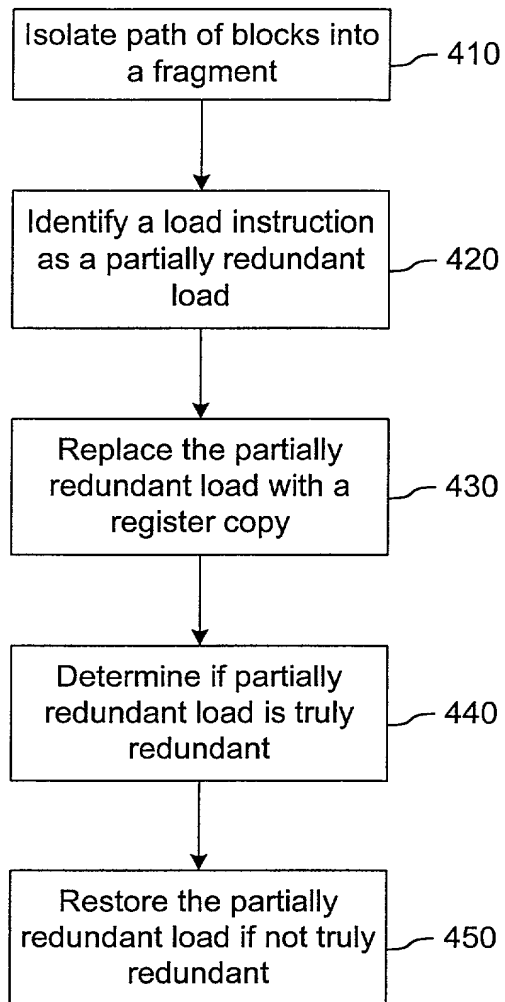 Isolate path of blocks into
a fragment
410
Identify a load instruction
as a partially redundant
load
420
Replace the partially
redundant load with a
register copy
430
Determine if partially
redundant load is truly
redundant
440
Restore the partially
redundant load if not truly
redundant
450